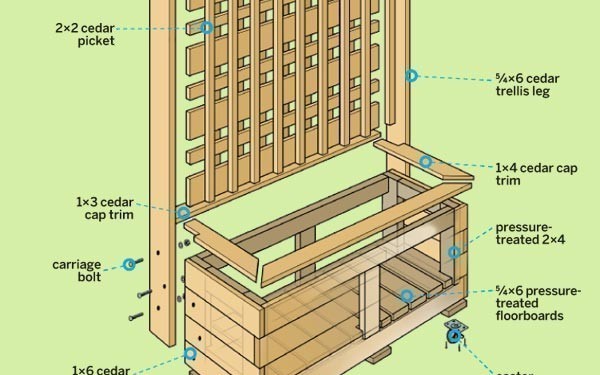 2×2 cedar
picket
⁵⁄₄×6 cedar
trellis leg
1×4 cedar cap
trim
1×3 cedar
cap trim
pressure-
treated 2×4
carriage
bolt
⁵⁄₄×6 pressure-
treated
floorboards
1×6 cedar